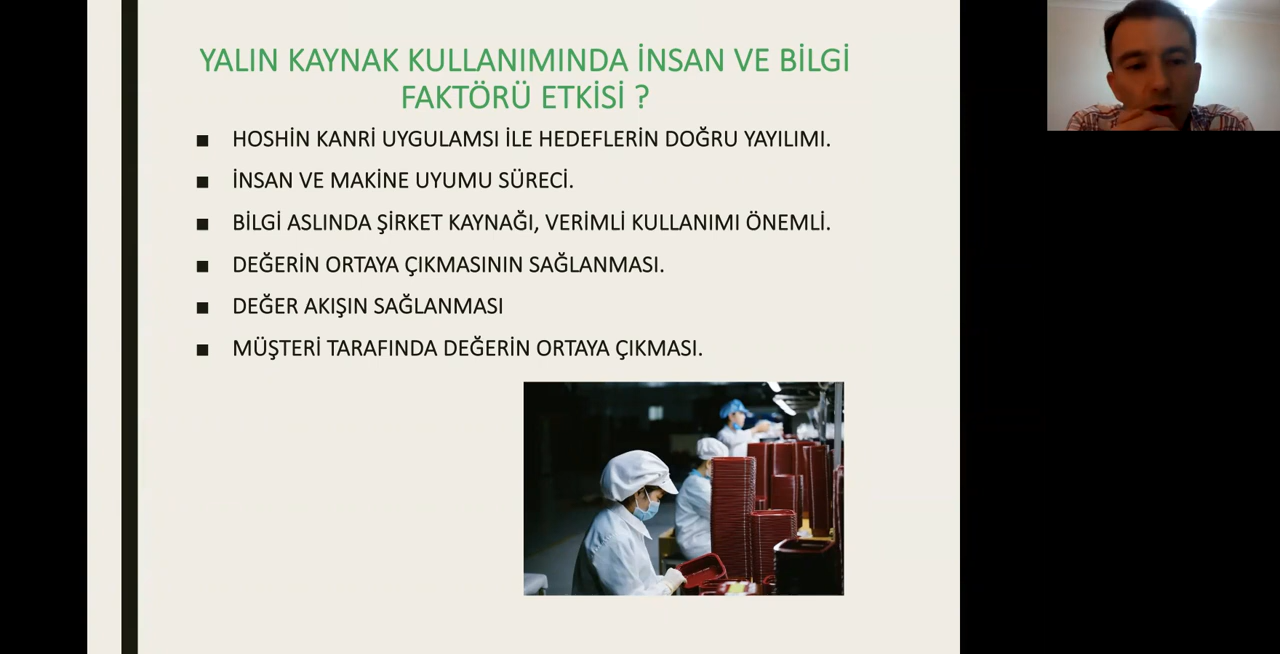 YALIN KAYNAK KULLANIMINDA İNSAN VE BİLGİ
FAKTÖRÜ ETKİSİ ?
HOSHİN KANRİ UYGULAMSI İLE HEDEFLERİN DOĞRU YAYILIMI.
İNSAN VE MAKİNE UYUMU SÜRECİ.
BİLGİ ASLINDA ŞİRKET KAYNAĞI, VERİMLİ KULLANIMI ÖNEMLİ.
DEĞERİN ORTAYA ÇIKMASININ SAĞLANMASI.
DEĞER AKIŞIN SAĞLANMASI
MÜŞTERİ TARAFINDA DEĞERİN ORTAYA ÇIKMASI.